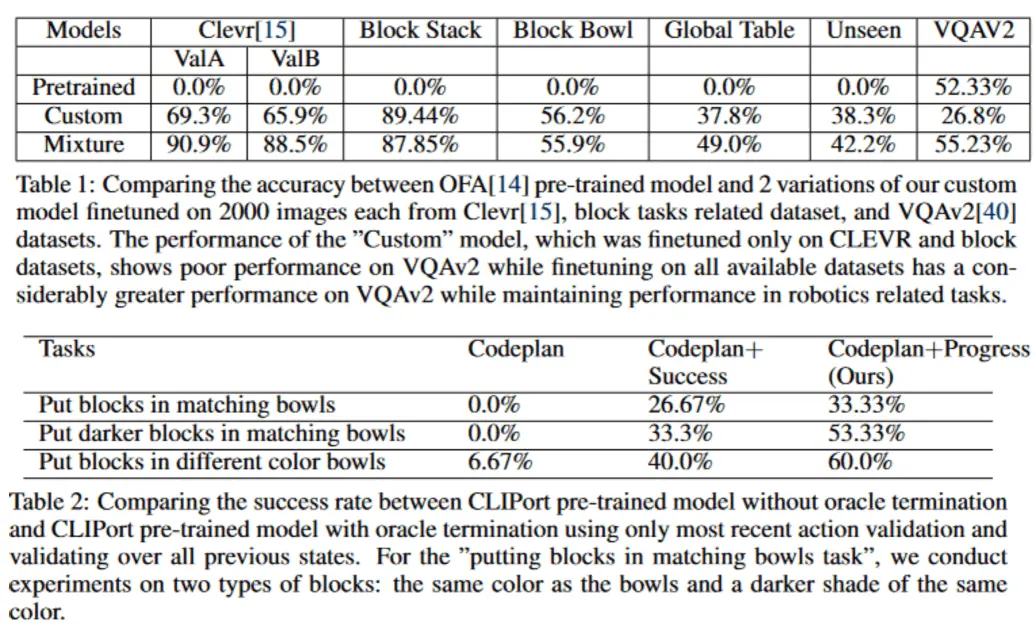 Models Clevr[15] Block Stack Block Bowl Global Table Unseen VQAV2
ValA ValB
Pretrained 0.0% 0.0% 0.0% 0.0% 0.0% 0.0% 52.33%
Custom 69.3% 65.9% 89.44% 56.2% 37.8% 38.3% 26.8%
Mixture 90.9% 88.5% 87.85% 55.9% 49.0% 42.2% 55.23%
Table 1: Comparing the accuracy between OFA[14] pre-trained model and 2 variations of our custom
model finetuned on 2000 images each from Clevr[15], block tasks related dataset, and VQAv2[40]
datasets. The performance of the ”Custom” model, which was finetuned only on CLEVR and block
datasets, shows poor performance on VQAv2 while finetuning on all available datasets has a con-
siderably greater performance on VQAv2 while maintaining performance in robotics related tasks.
Tasks Codeplan Codeplan+ Codeplan+Progress
Success (Ours)
Put blocks in matching bowls 0.0% 26.67% 33.33%
Put darker blocks in matching bowls 0.0% 33.3% 53.33%
Put blocks in different color bowls 6.67% 40.0% 60.0%
Table 2: Comparing the success rate between CLIPort pre-trained model without oracle termination
and CLIPort pre-trained model with oracle termination using only most recent action validation and
validating over all previous states. For the ”putting blocks in matching bowls task”, we conduct
experiments on two types of blocks: the same color as the bowls and a darker shade of the same
color.